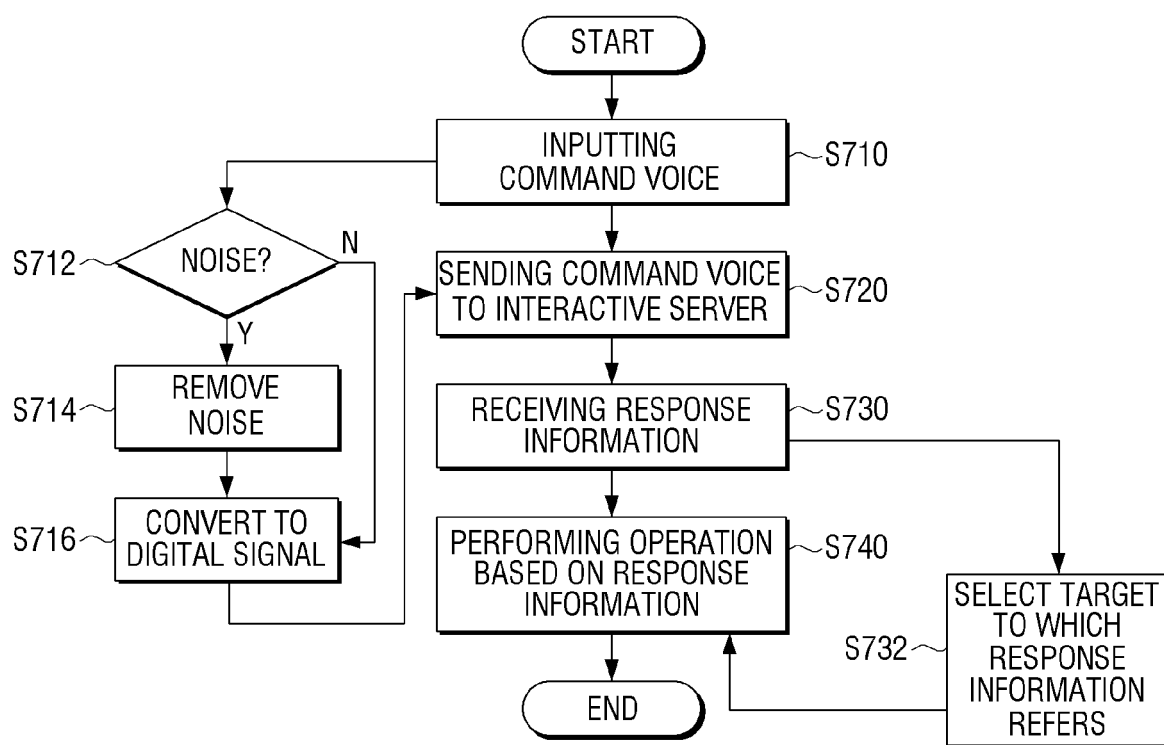 START
INPUTTING
COMMAND VOICE
S710
S712
NOISE?
N
Y
SENDING COMMAND VOICE
TO INTERACTIVE SERVER
S720
S714
REMOVE
NOISE
RECEIVING RESPONSE
INFORMATION
S730
S716
CONVERT TO
DIGITAL SIGNAL
PERFORMING OPERATION
BASED ON RESPONSE
INFORMATION
S740
S732
SELECT TARGET
TO WHICH
RESPONSE
INFORMATION
REFERS
END